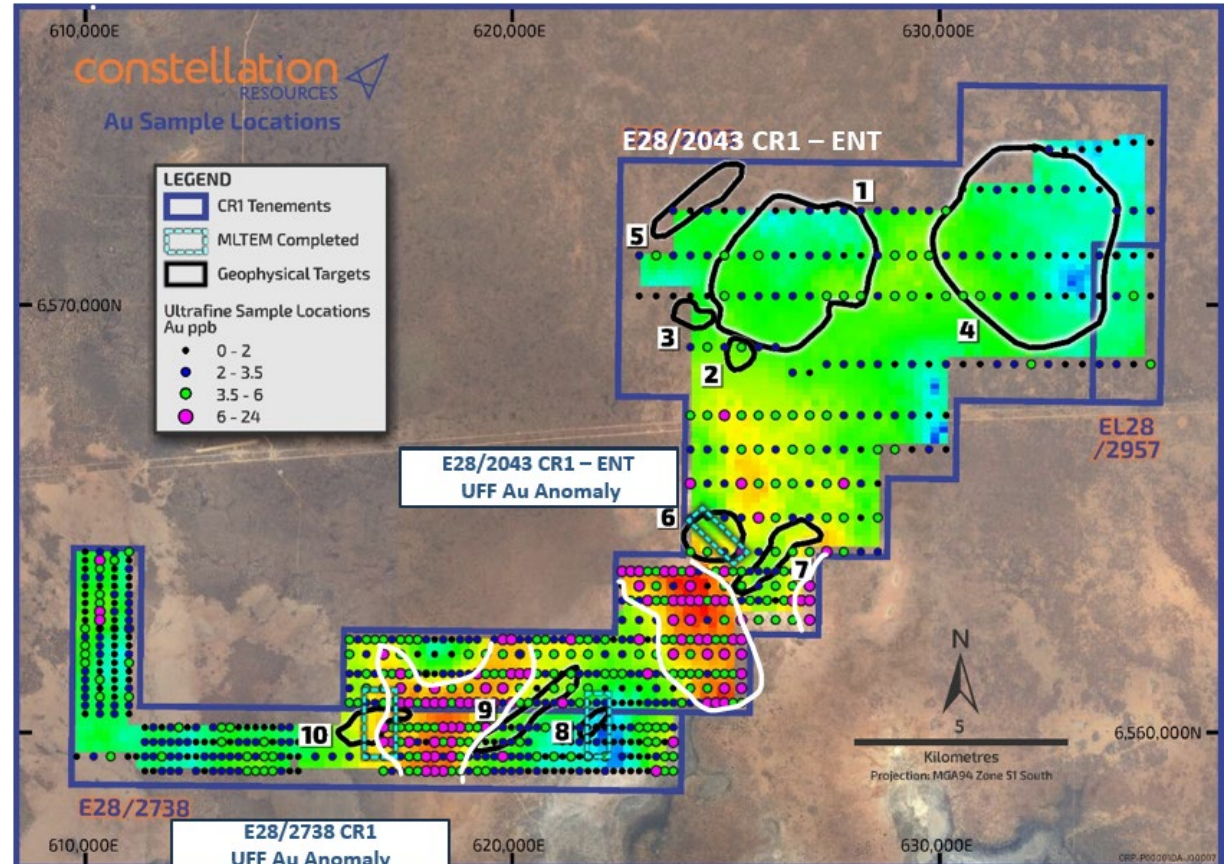 610,000E
620,000E
630,000E
constellation
RESOURCES
Au Sample Locations
E28/2043 CR1 – ENT
LEGEND
CR1 Tenements
MLTEM Completed
Geophysical Targets
Ultrafine Sample Locations
Au ppb
0 - 2
2 - 3.5
3.5 - 6
6 - 24
1
5
6,570,000N
3
4
2
EL28
/2957
E28/2043 CR1 – ENT
UFF Au Anomaly
6
7
N
9
8
10
5
Kilometres
Projection: MGA94 Zone 51 South
6,560,000N
E28/2738
E28/2738 CR1
UFF Au Anomaly
610,000E
620,000E
630,000E